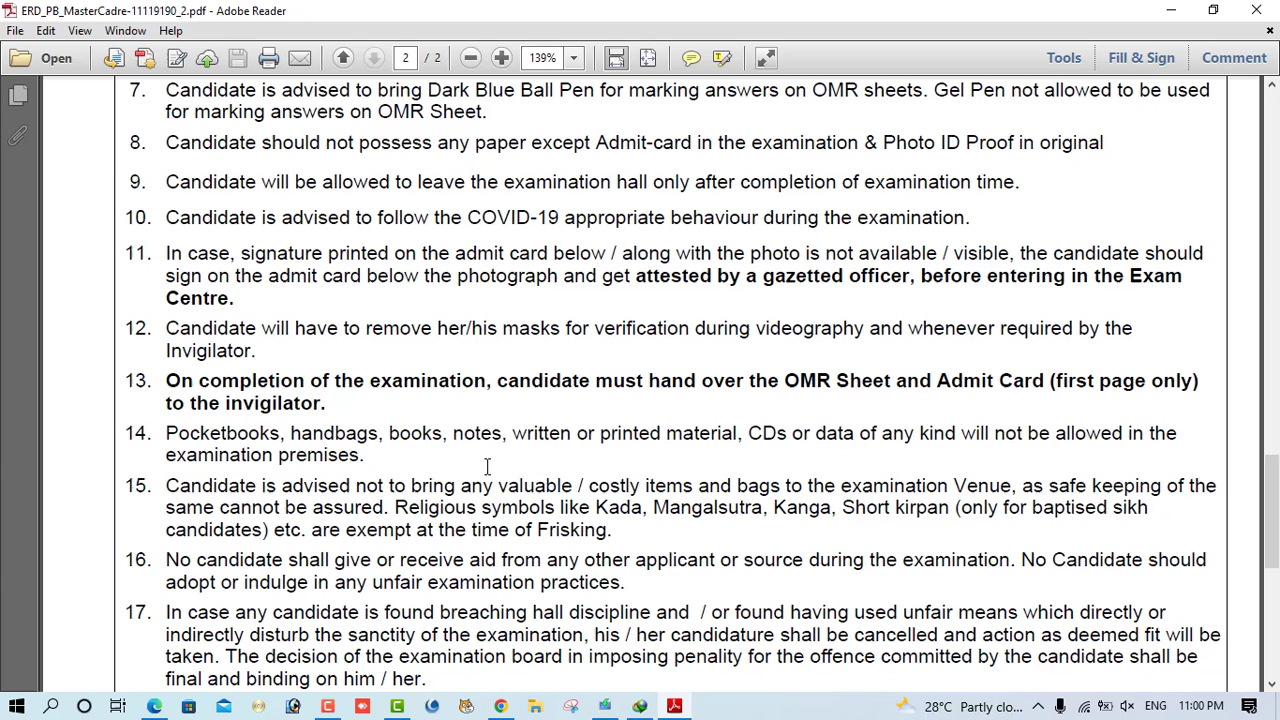 ERD_PB_MasterCadre-11119190_2.pdf - Adobe Reader
File Edit View Window Help
Open 2 / 2 139% Tools Fill & Sign Comment
7. Candidate is advised to bring Dark Blue Ball Pen for marking answers on OMR sheets. Gel Pen not allowed to be used
for marking answers on OMR Sheet.
8. Candidate should not possess any paper except Admit-card in the examination & Photo ID Proof in original
9. Candidate will be allowed to leave the examination hall only after completion of examination time.
10. Candidate is advised to follow the COVID-19 appropriate behaviour during the examination.
11. In case, signature printed on the admit card below / along with the photo is not available / visible, the candidate should
sign on the admit card below the photograph and get attested by a gazetted officer, before entering in the Exam
Centre.
12. Candidate will have to remove her/his masks for verification during videography and whenever required by the
Invigilator.
13. On completion of the examination, candidate must hand over the OMR Sheet and Admit Card (first page only)
to the invigilator.
14. Pocketbooks, handbags, books, notes, written or printed material, CDs or data of any kind will not be allowed in the
examination premises.
15. Candidate is advised not to bring any valuable / costly items and bags to the examination Venue, as safe keeping of the
same cannot be assured. Religious symbols like Kada, Mangalsutra, Kanga, Short kirpan (only for baptised sikh
candidates) etc. are exempt at the time of Frisking.
16. No candidate shall give or receive aid from any other applicant or source during the examination. No Candidate should
adopt or indulge in any unfair examination practices.
17. In case any candidate is found breaching hall discipline and / or found having used unfair means which directly or
indirectly disturb the sanctity of the examination, his / her candidature shall be cancelled and action as deemed fit will be
taken. The decision of the examination board in imposing penality for the offence committed by the candidate shall be
final and binding on him / her.
28°C Partly clo... ENG 11:00 PM